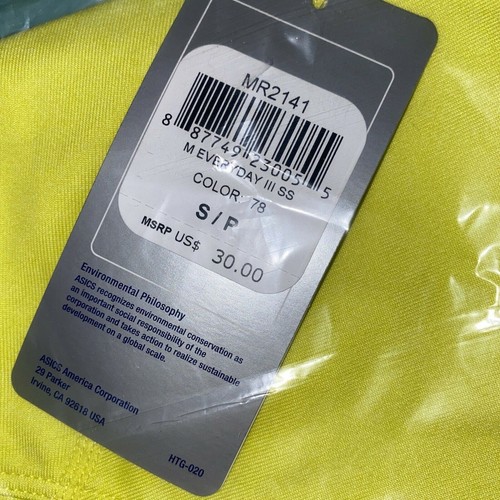 MR2141
8 87749 23005 5
M EVERYDAY III SS
COLOR: 78
S / P
MSRP US$ 30.00
Environmental Philosophy
ASICS recognizes environmental conservation as
an important social responsibility of the
corporation and takes action to realize sustainable
development on a global scale.
ASICS America Corporation
29 Parker
Irvine, CA 92618 USA
HTG-020